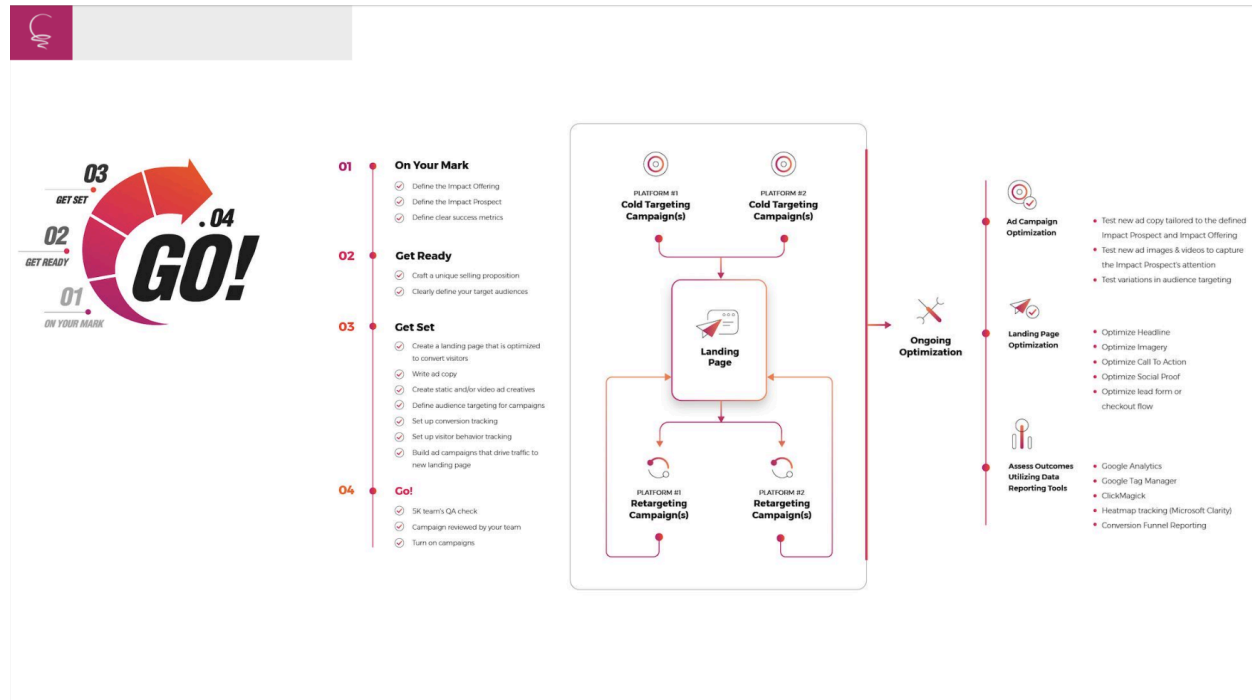 03
GET SET
02
GET READY
01
ON YOUR MARK
.04
GO!
01
On Your Mark
Define the Impact Offering
Define the Impact Prospect
Define clear success metrics
02
Get Ready
Craft a unique selling proposition
Clearly define your target audiences
03
Get Set
Create a landing page that is optimized
to convert visitors
Write ad copy
Create static and/or video ad creatives
Define audience targeting for campaigns
Set up conversion tracking
Set up visitor behavior tracking
Build ad campaigns that drive traffic to
new landing page
04
Go!
5K team's QA check
Campaign reviewed by your team
Turn on campaigns
PLATFORM #1
Cold Targeting
Campaign(s)
PLATFORM #2
Cold Targeting
Campaign(s)
Landing
Page
PLATFORM #1
Retargeting
Campaign(s)
PLATFORM #2
Retargeting
Campaign(s)
Ongoing
Optimization
Ad Campaign
Optimization
• Test new ad copy tailored to the defined
Impact Prospect and Impact Offering
• Test new ad images & videos to capture
the Impact Prospect's attention
• Test variations in audience targeting
Landing Page
Optimization
• Optimize Headline
• Optimize Imagery
• Optimize Call To Action
• Optimize Social Proof
• Optimize lead form or
checkout flow
Assess Outcomes
Utilizing Data
Reporting Tools
• Google Analytics
• Google Tag Manager
• ClickMagick
• Heatmap tracking (Microsoft Clarity)
• Conversion Funnel Reporting